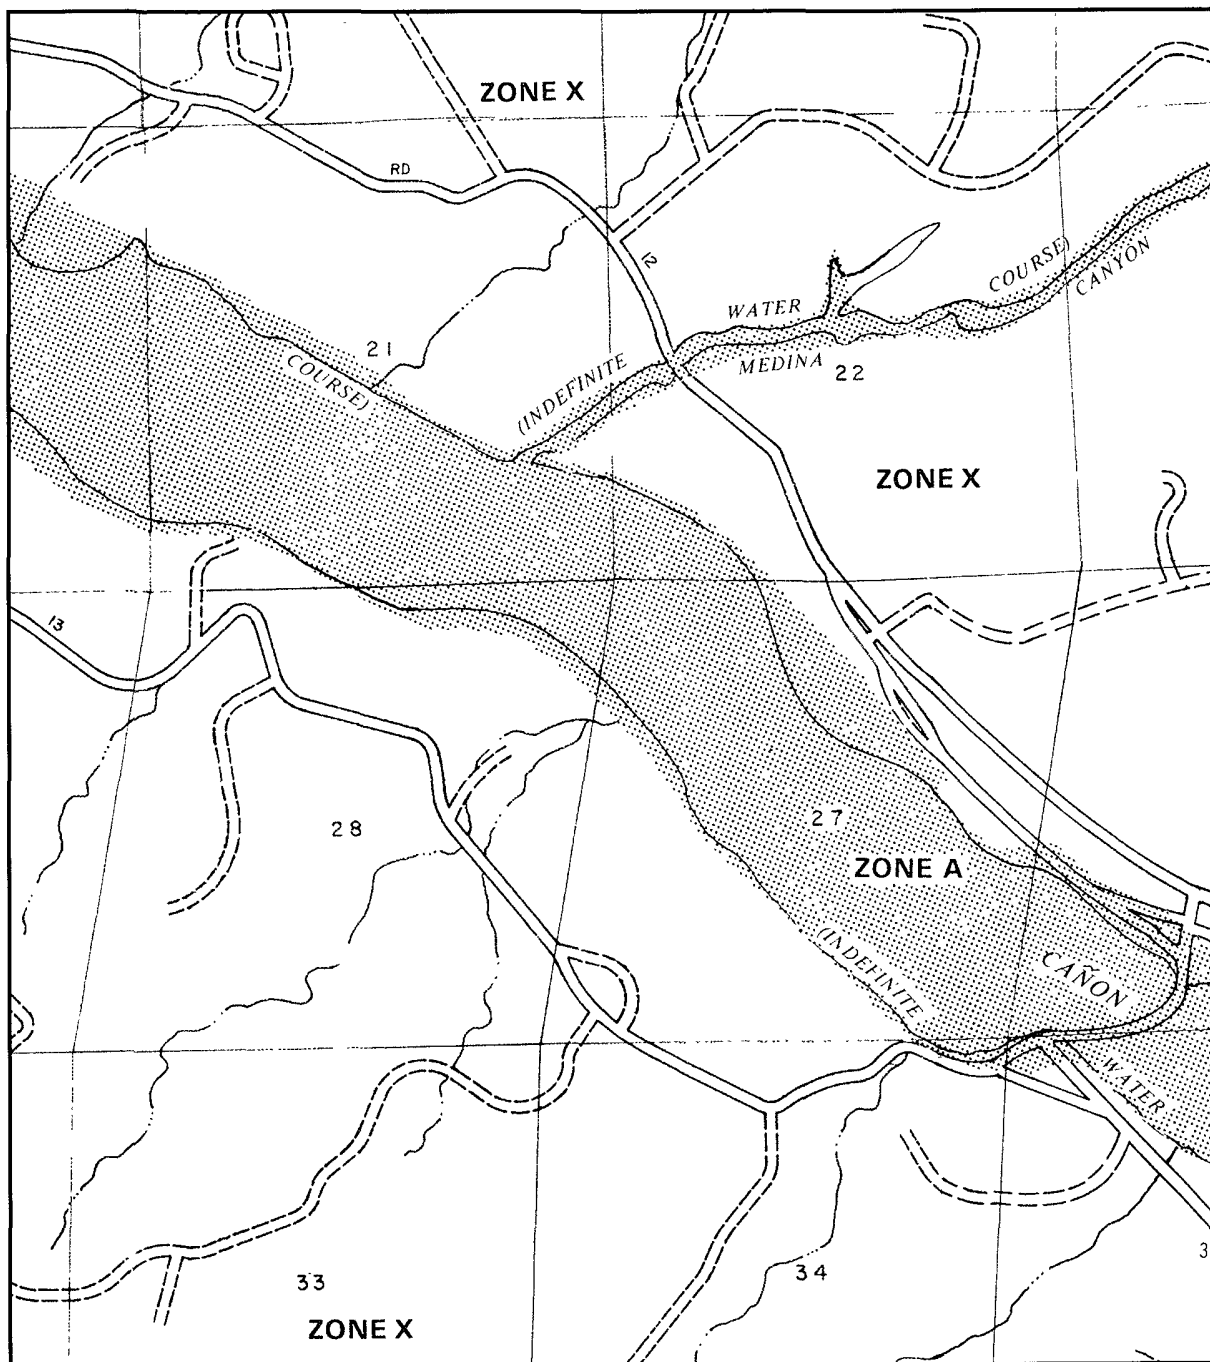 ZONE X
RD
12
COURSE)
CANYON
WATER
(INDEFINITE
MEDINA
21
COURSE)
22
ZONE X
13
27
28
ZONE A
(INDEFINITE
CAÑON
WATER
33
34
3
ZONE X